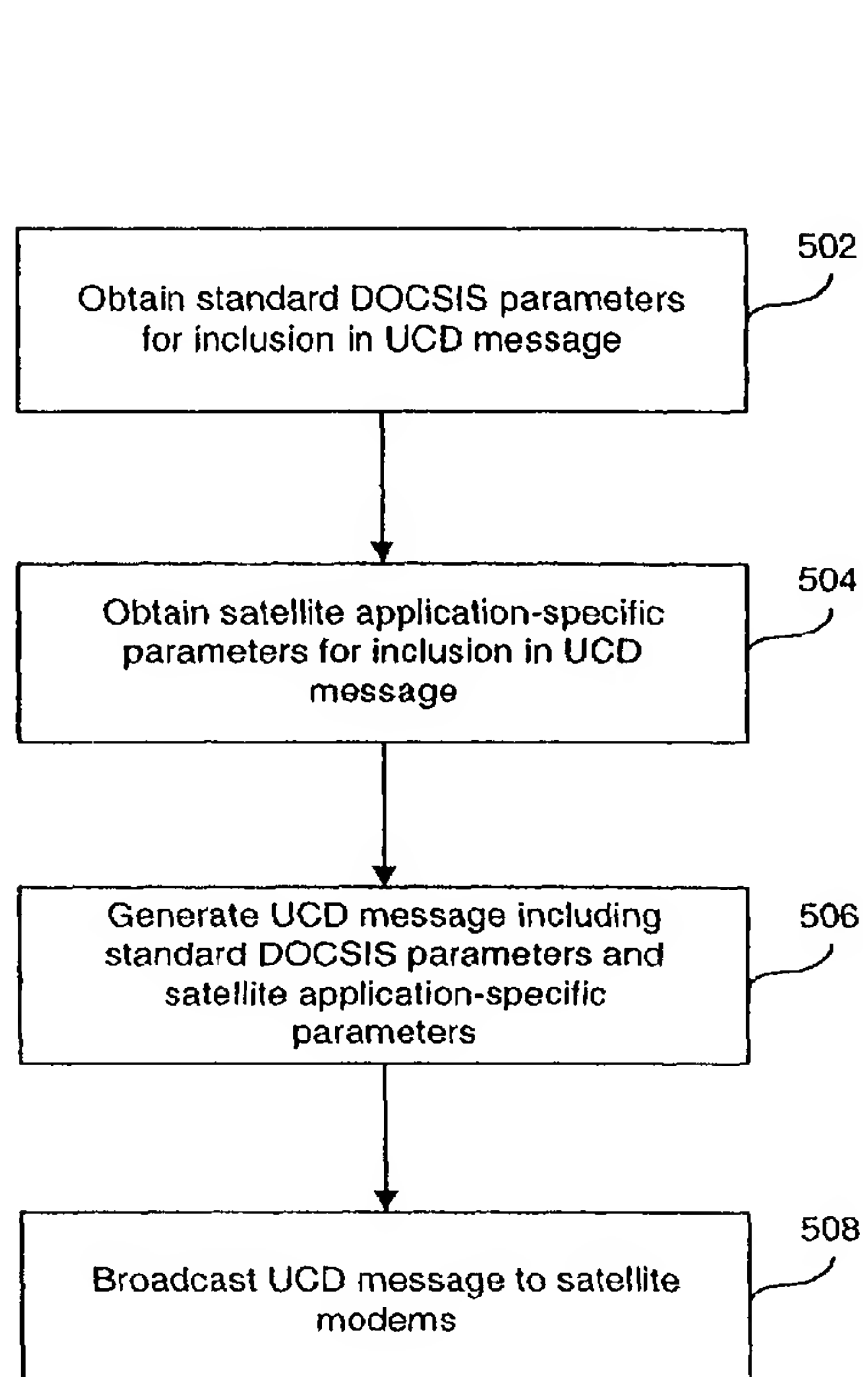 502
Obtain standard DOCSIS parameters
for inclusion in UCD message
504
Obtain satellite application-specific
parameters for inclusion in UCD
message
506
Generate UCD message including
standard DOCSIS parameters and
satellite application-specific
parameters
508
Broadcast UCD message to satellite
modems